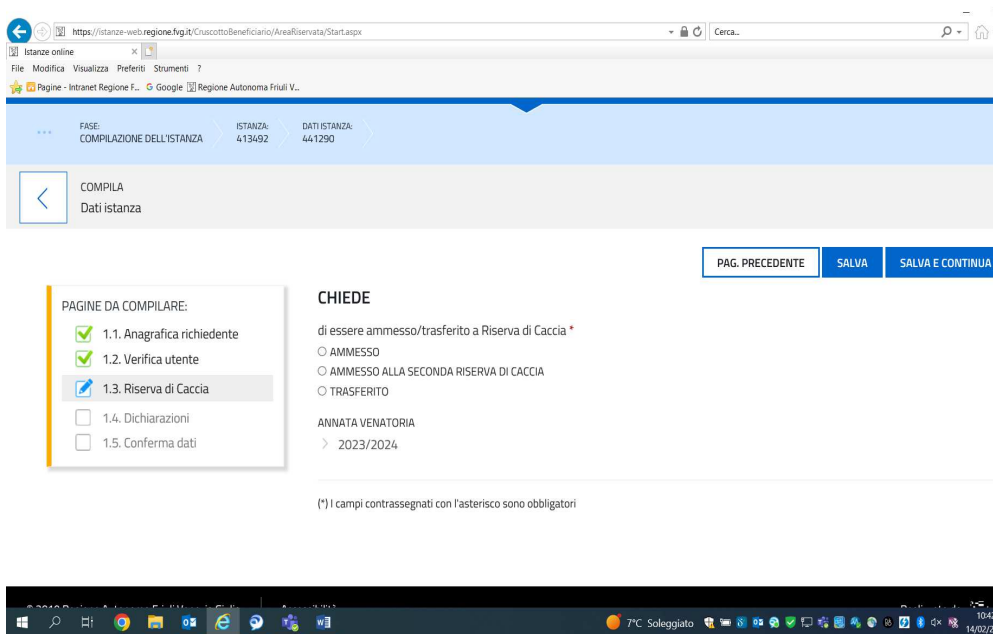 https://istanze-web.regione.fvg.it/CruscottoBeneficiario/AreaRiservata/Start.aspx
Cerca...
Istanze online
File Modifica Visualizza Preferiti Strumenti ?
Pagine - Intranet Regione F... Google Regione Autonoma Friuli V...
FASE:
COMPILAZIONE DELL'ISTANZA
ISTANZA:
413492
DATI ISTANZA:
441290
COMPILA
Dati istanza
PAG. PRECEDENTE SALVA SALVA E CONTINUA
PAGINE DA COMPILARE:
1.1. Anagrafica richiedente
1.2. Verifica utente
1.3. Riserva di Caccia
1.4. Dichiarazioni
1.5. Conferma dati
CHIEDE
di essere ammesso/trasferito a Riserva di Caccia *
AMMESSO
AMMESSO ALLA SECONDA RISERVA DI CACCIA
TRASFERITO
ANNATA VENATORIA
2023/2024
(*) I campi contrassegnati con l'asterisco sono obbligatori
7°C Soleggiato